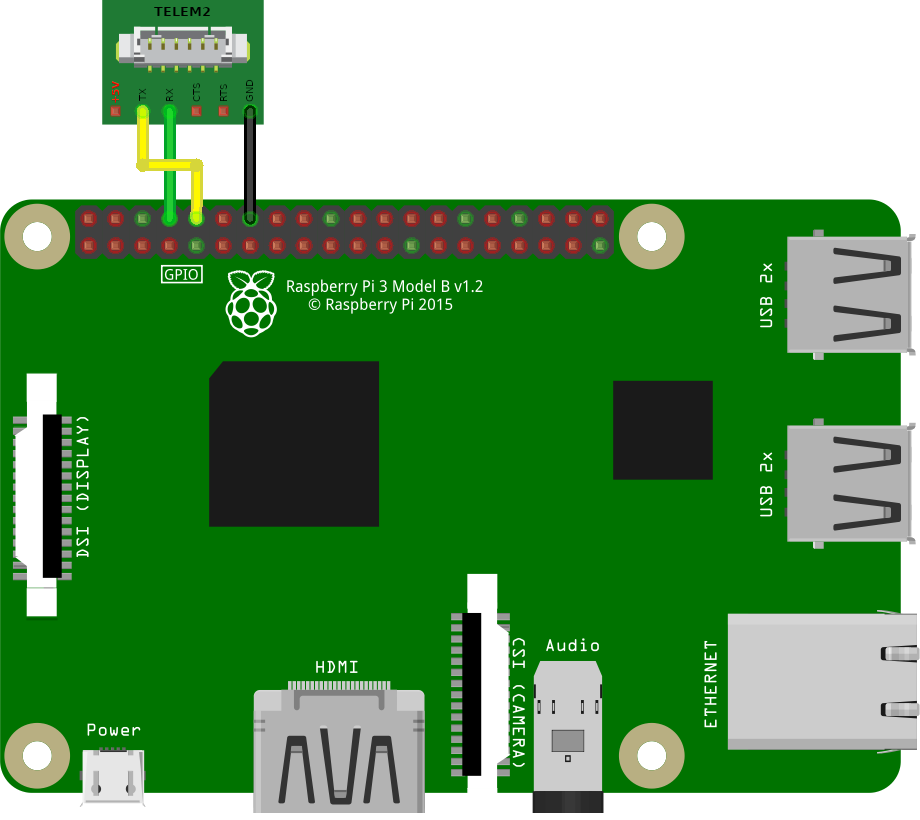 TELEM2
+5V
TX
RX
CTS
RTS
GND
GPIO
Raspberry Pi 3 Model B v1.2
© Raspberry Pi 2015
USB 2x
DSI (DISPLAY)
USB 2x
CSI (CAMERA)
Audio
ETHERNET
HDMI
Power